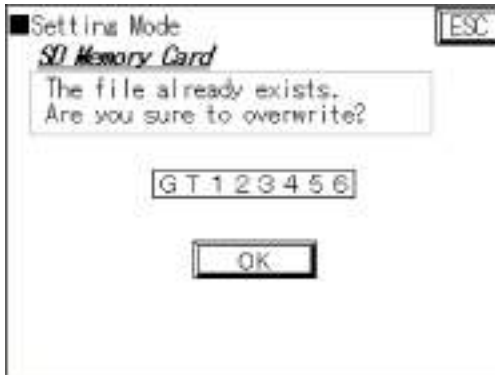 ■Setting Mode
ESC
SD Memory Card
The file already exists.
Are you sure to overwrite?
GT123456
OK